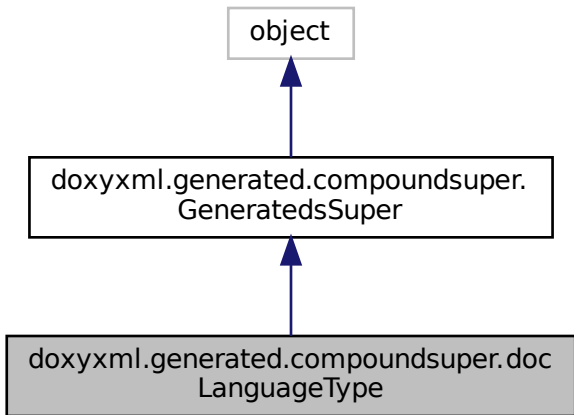 object
doxyxml.generated.compoundsuper.
GeneratedsSuper
doxyxml.generated.compoundsuper.doc
LanguageType